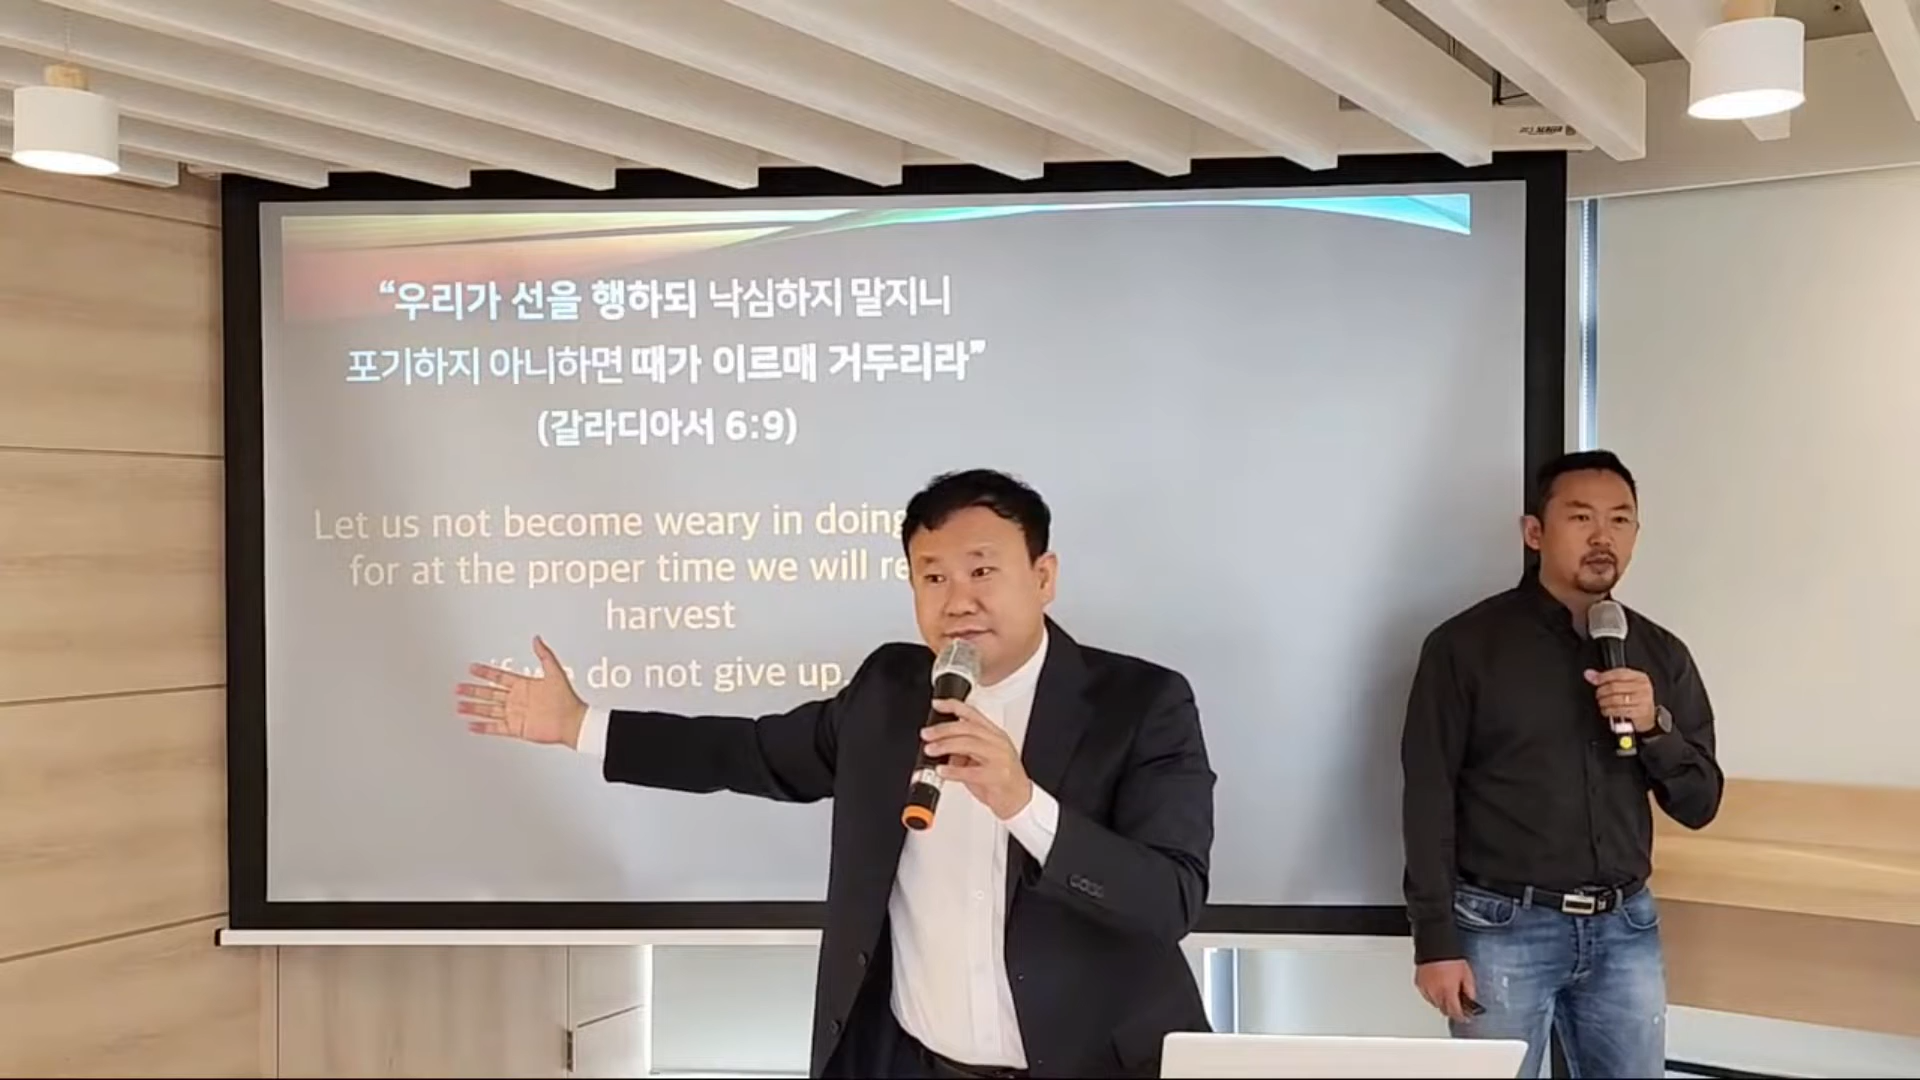 “우리가 선을 행하되 낙심하지 말지니
포기하지 아니하면 때가 이르매 거두리라”
(갈라디아서 6:9)
Let us not become weary in doing
for at the proper time we will
harvest
if we do not give up.